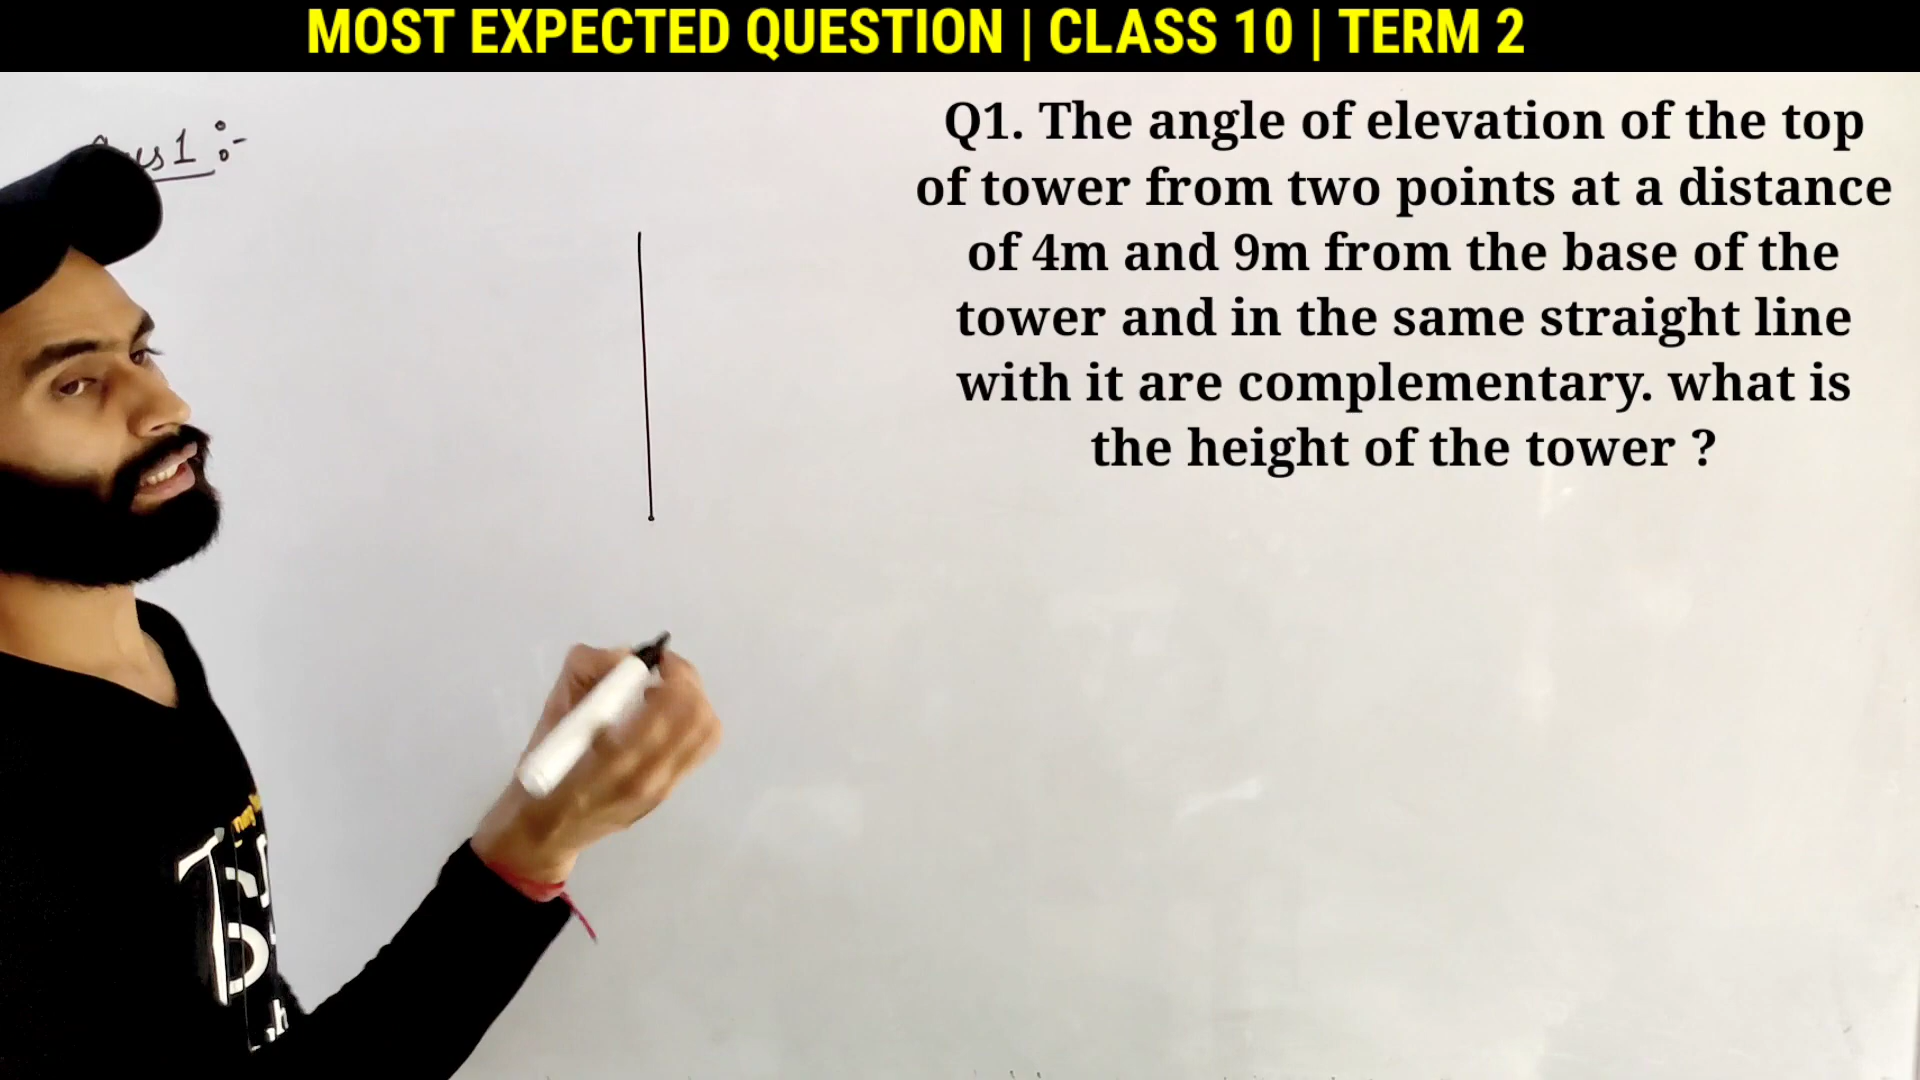 MOST EXPECTED QUESTION | CLASS 10 | TERM 2
Q1. The angle of elevation of the top
of tower from two points at a distance
of 4m and 9m from the base of the
tower and in the same straight line
with it are complementary. what is
the height of the tower ?
1 :-